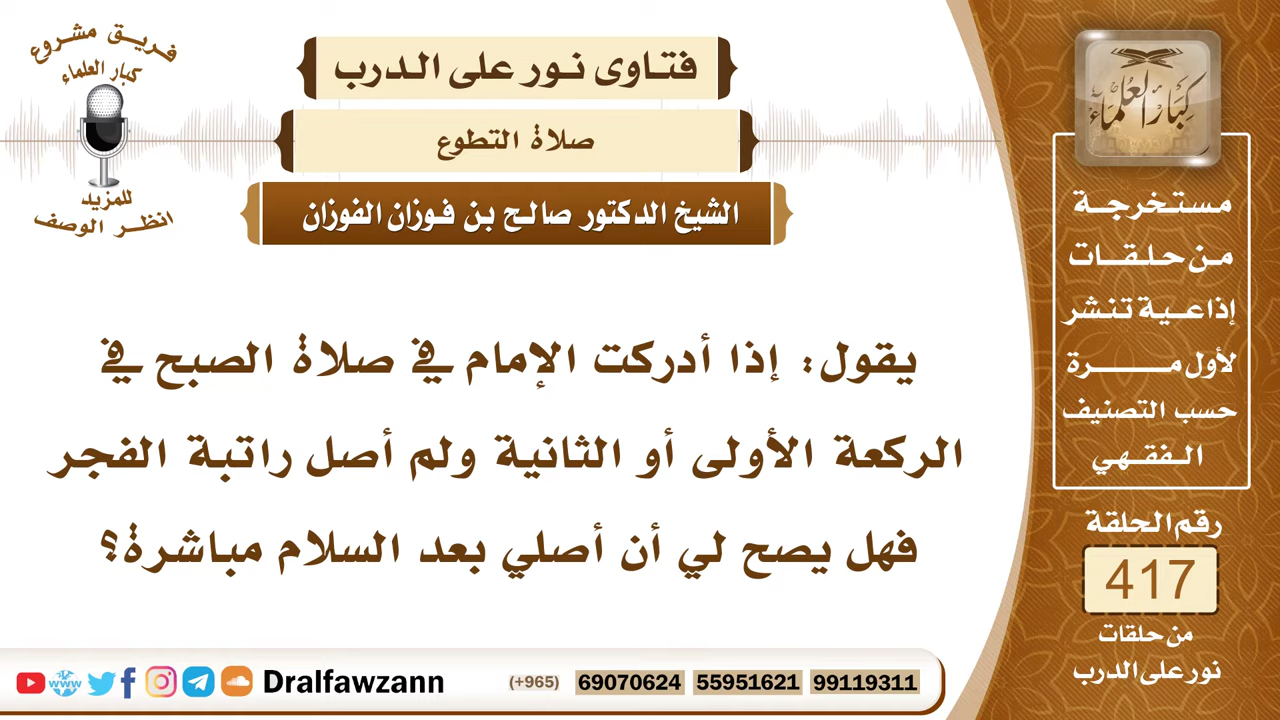 فريق مشروع
كبار العلماء
للمزيد
انظر الوصف
فتاوى نور على الدرب
صلاة التطوع
الشيخ الدكتور صالح بن فوزان الفوزان
يقول: إذا أدركت الإمام في صلاة الصبح في
الركعة الأولى أو الثانية ولم أصل راتبة الفجر
فهل يصح لي أن أصلي بعد السلام مباشرة؟
كبار العلماء
مستخرجة
من حلقات
إذاعية تنشر
لأول مرة
حسب التصنيف
الفقهي
رقم الحلقة
417
من حلقات
نور على الدرب
www Dralfawzann (+965) 69070624 55951621 99119311